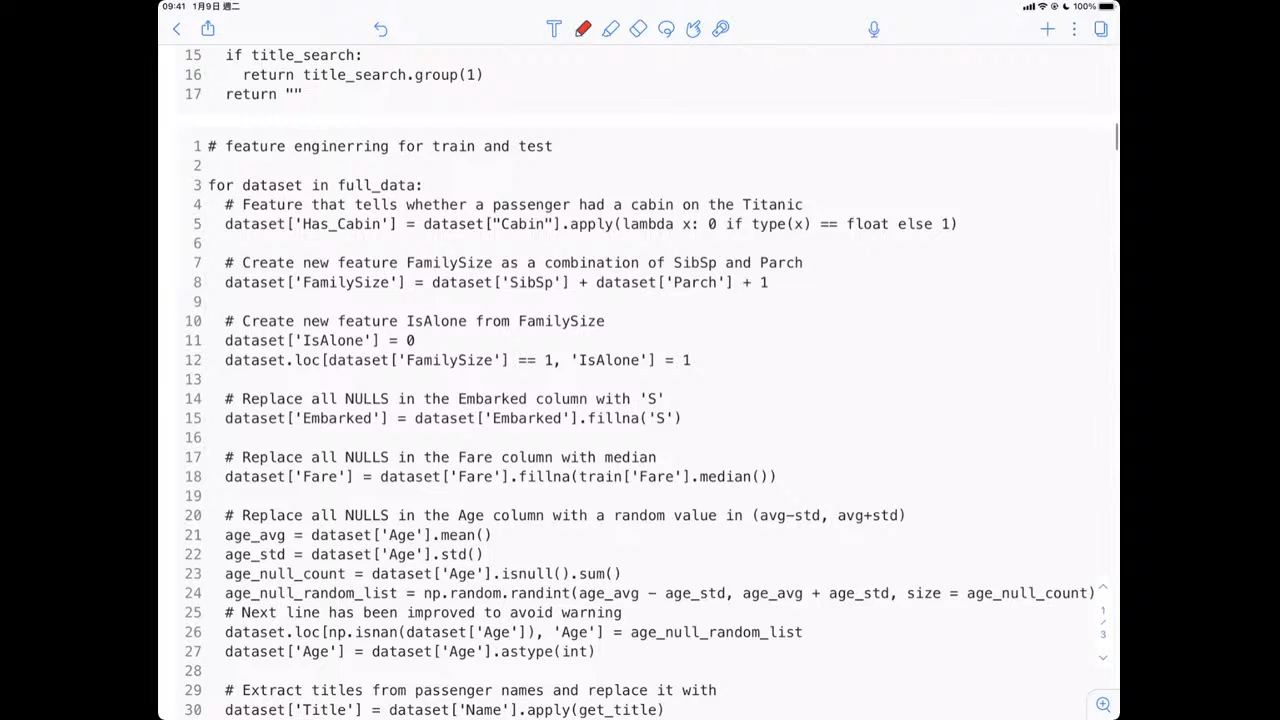 09:41 1月9日 週二
100%
15 if title_search:
16 return title_search.group(1)
17 return ""
1 # feature enginerring for train and test
2
3 for dataset in full_data:
4 # Feature that tells whether a passenger had a cabin on the Titanic
5 dataset['Has_Cabin'] = dataset["Cabin"].apply(lambda x: 0 if type(x) == float else 1)
6
7 # Create new feature FamilySize as a combination of SibSp and Parch
8 dataset['FamilySize'] = dataset['SibSp'] + dataset['Parch'] + 1
9
10 # Create new feature IsAlone from FamilySize
11 dataset['IsAlone'] = 0
12 dataset.loc[dataset['FamilySize'] == 1, 'IsAlone'] = 1
13
14 # Replace all NULLS in the Embarked column with 'S'
15 dataset['Embarked'] = dataset['Embarked'].fillna('S')
16
17 # Replace all NULLS in the Fare column with median
18 dataset['Fare'] = dataset['Fare'].fillna(train['Fare'].median())
19
20 # Replace all NULLS in the Age column with a random value in (avg-std, avg+std)
21 age_avg = dataset['Age'].mean()
22 age_std = dataset['Age'].std()
23 age_null_count = dataset['Age'].isnull().sum()
24 age_null_random_list = np.random.randint(age_avg - age_std, age_avg + age_std, size = age_null_count)
25 # Next line has been improved to avoid warning
26 dataset.loc[np.isnan(dataset['Age']), 'Age'] = age_null_random_list
27 dataset['Age'] = dataset['Age'].astype(int)
28
29 # Extract titles from passenger names and replace it with
30 dataset['Title'] = dataset['Name'].apply(get_title)
1
/
3